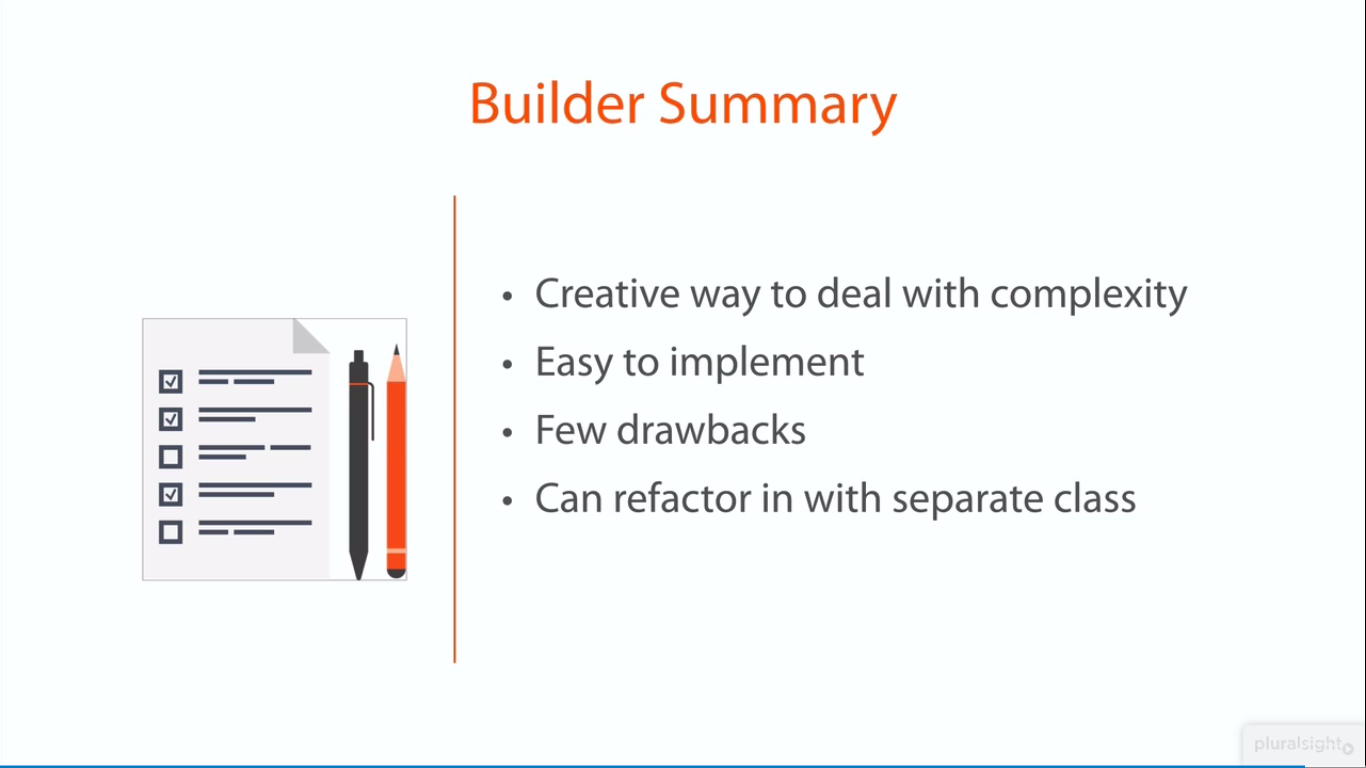 Builder Summary
• Creative way to deal with complexity
• Easy to implement
• Few drawbacks
• Can refactor in with separate class
pluralsight